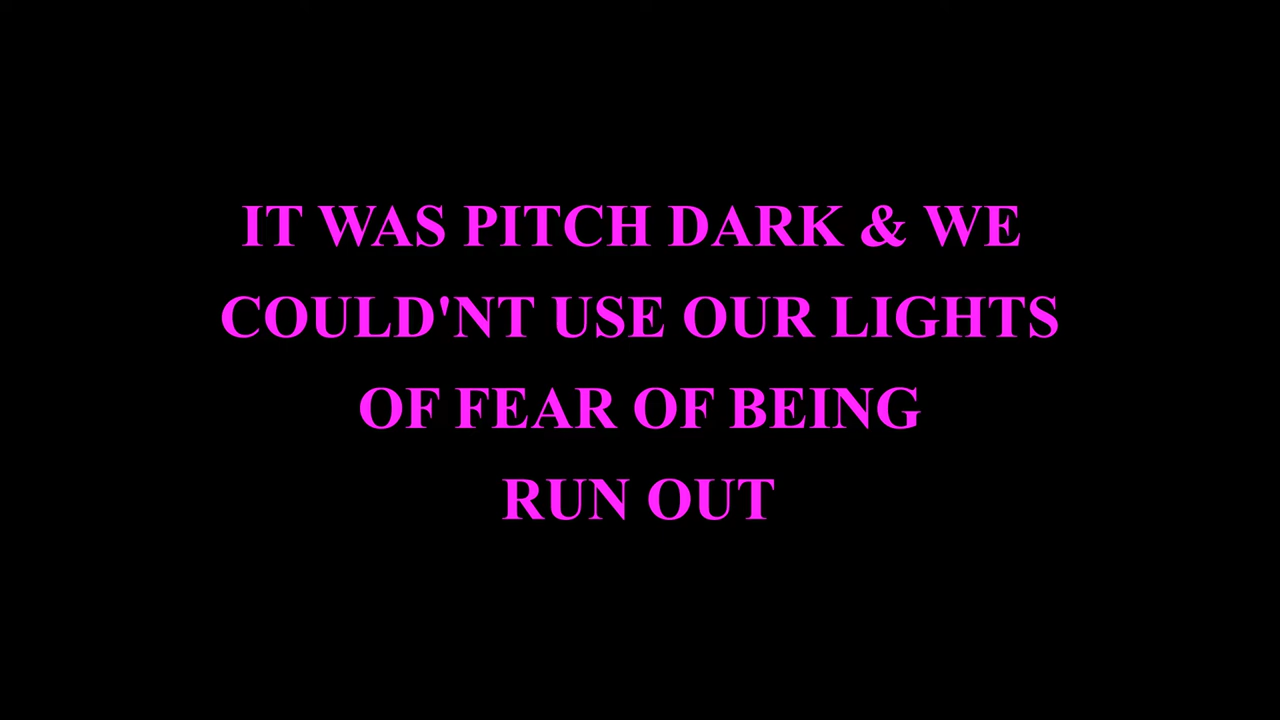 IT WAS PITCH DARK & WE
COULD'NT USE OUR LIGHTS
OF FEAR OF BEING
RUN OUT